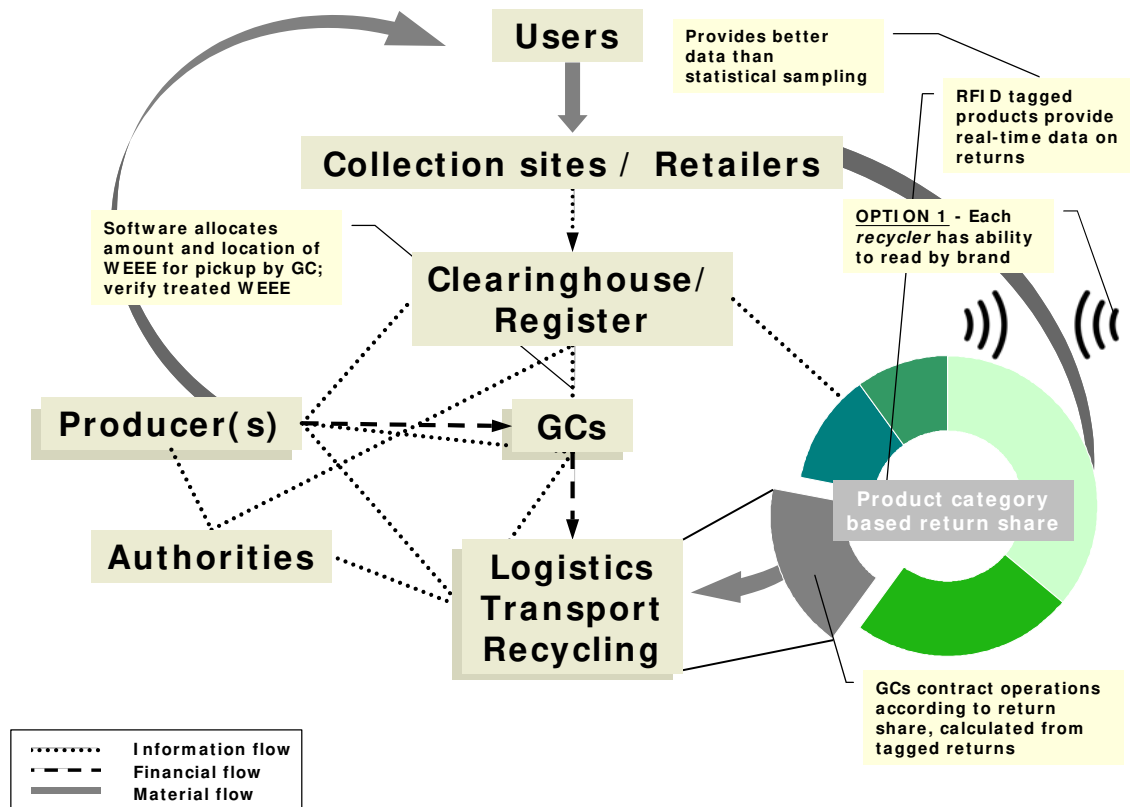 Users
Provides better
data than
statistical sampling
RFID tagged
products provide
real-time data on
returns
Collection sites / Retailers
OPTION 1 - Each
recycler has ability
to read by brand
Software allocates
amount and location of
WEEE for pickup by GC;
verify treated WEEE
Clearinghouse/
Register
Producer(s)
GCs
Product category
based return share
Authorities
Logistics
Transport
Recycling
GCs contract operations
according to return
share, calculated from
tagged returns
Information flow
Financial flow
Material flow